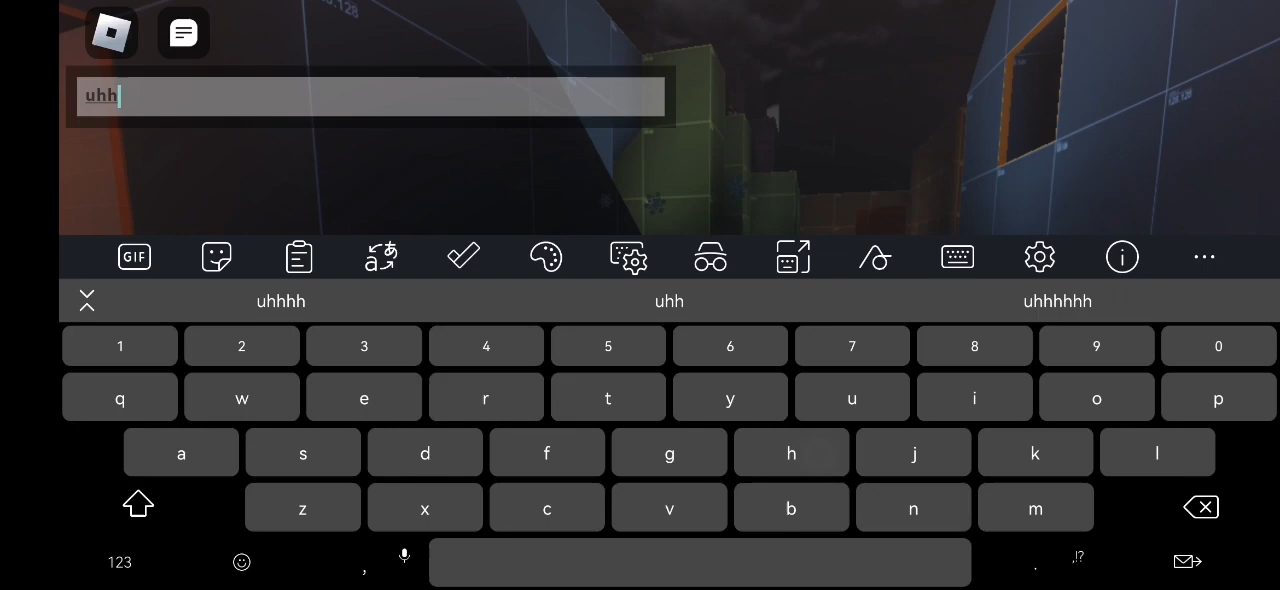 uhh
GIF
uhhhh uhh uhhhhhh
1 2 3 4 5 6 7 8 9 0
q w e r t y u i o p
a s d f g h j k l
z x c v b n m
123 , . ,!?